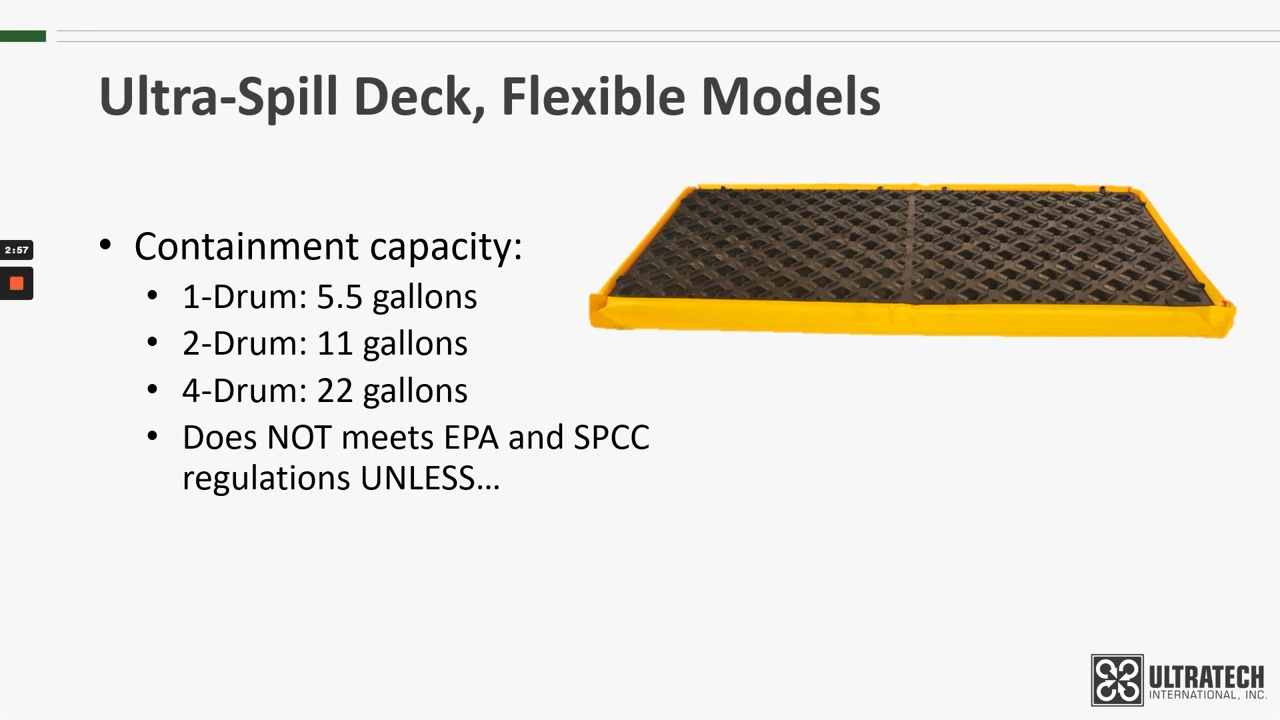 Ultra-Spill Deck, Flexible Models
• Containment capacity:
• 1-Drum: 5.5 gallons
• 2-Drum: 11 gallons
• 4-Drum: 22 gallons
• Does NOT meets EPA and SPCC
regulations UNLESS...
2:57
ULTRATECH
INTERNATIONAL, INC.